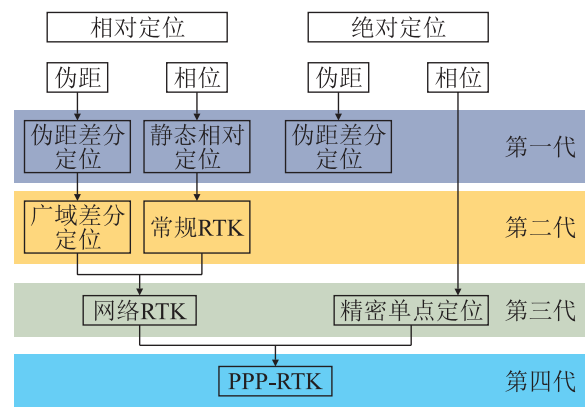 相对定位
绝对定位
伪距
相位
伪距
相位
伪距差分
定位
静态相对
定位
伪距差分
定位
第一代
广域差分
定位
常规RTK
第二代
网络RTK
精密单点定位
第三代
PPP-RTK
第四代